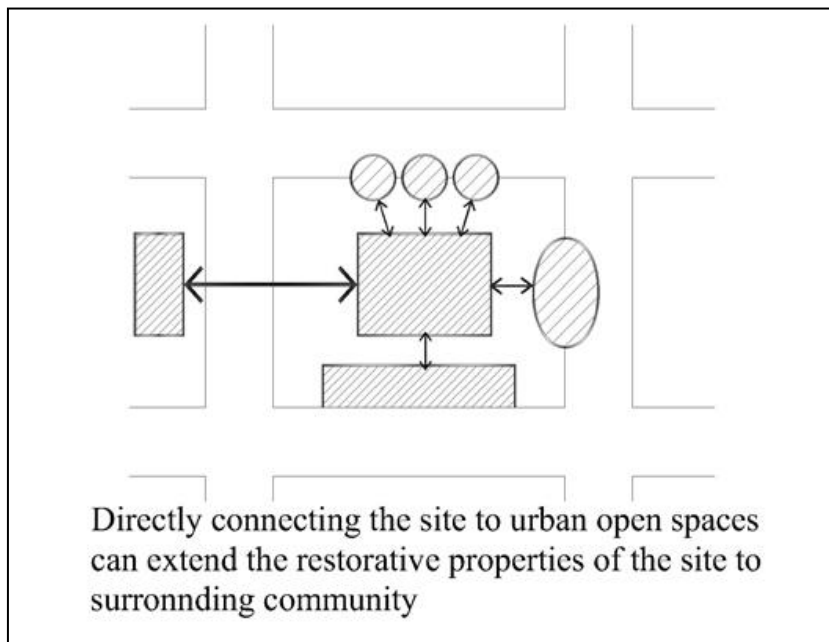 Directly connecting the site to urban open spaces
can extend the restorative properties of the site to
surronnding community